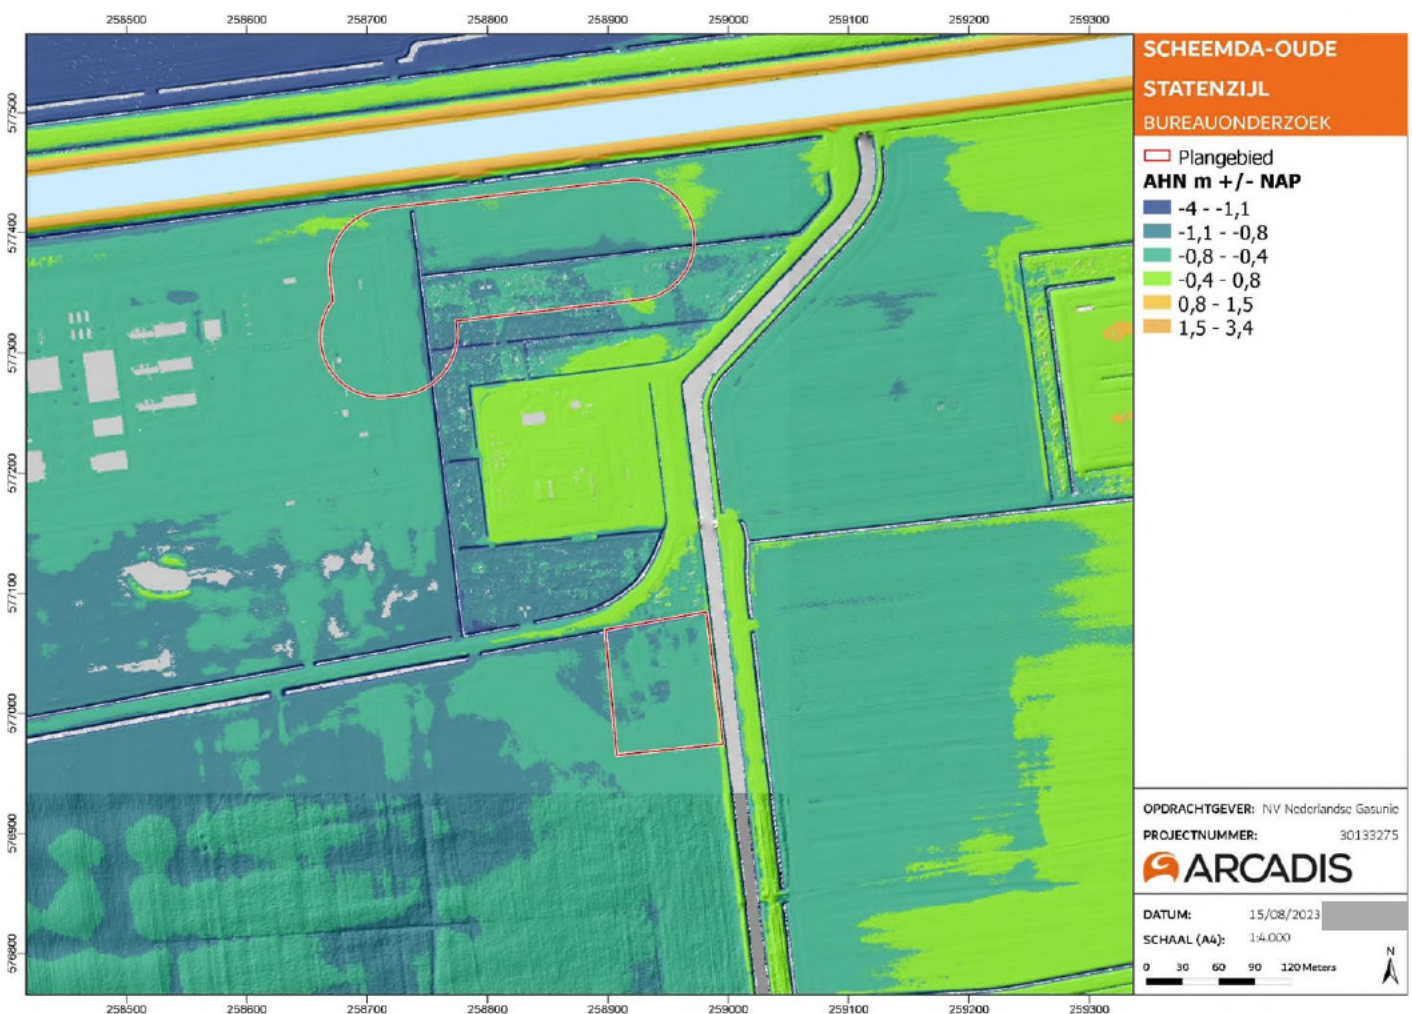 258500 258600 258700 258800 258900 259000 259100 259200 259300
SCHEEMDA-OUDE
STATENZIJL
BUREAUONDERZOEK
Plangebied
AHN m +/- NAP
-4 - -1,1
-1,1 - -0,8
-0,8 - -0,4
-0,4 - 0,8
0,8 - 1,5
1,5 - 3,4
577500
577400
577300
577200
577100
577000
576900
576800
OPDRACHTGEVER: NV Nederlandse Gasunie
PROJECTNUMMER: 30133275
ARCADIS
DATUM: 15/08/2023
SCHAAL (A4): 1:4.000
N
0 30 60 90 120 Meters
258500 258600 258700 258800 258900 259000 259100 259200 259300